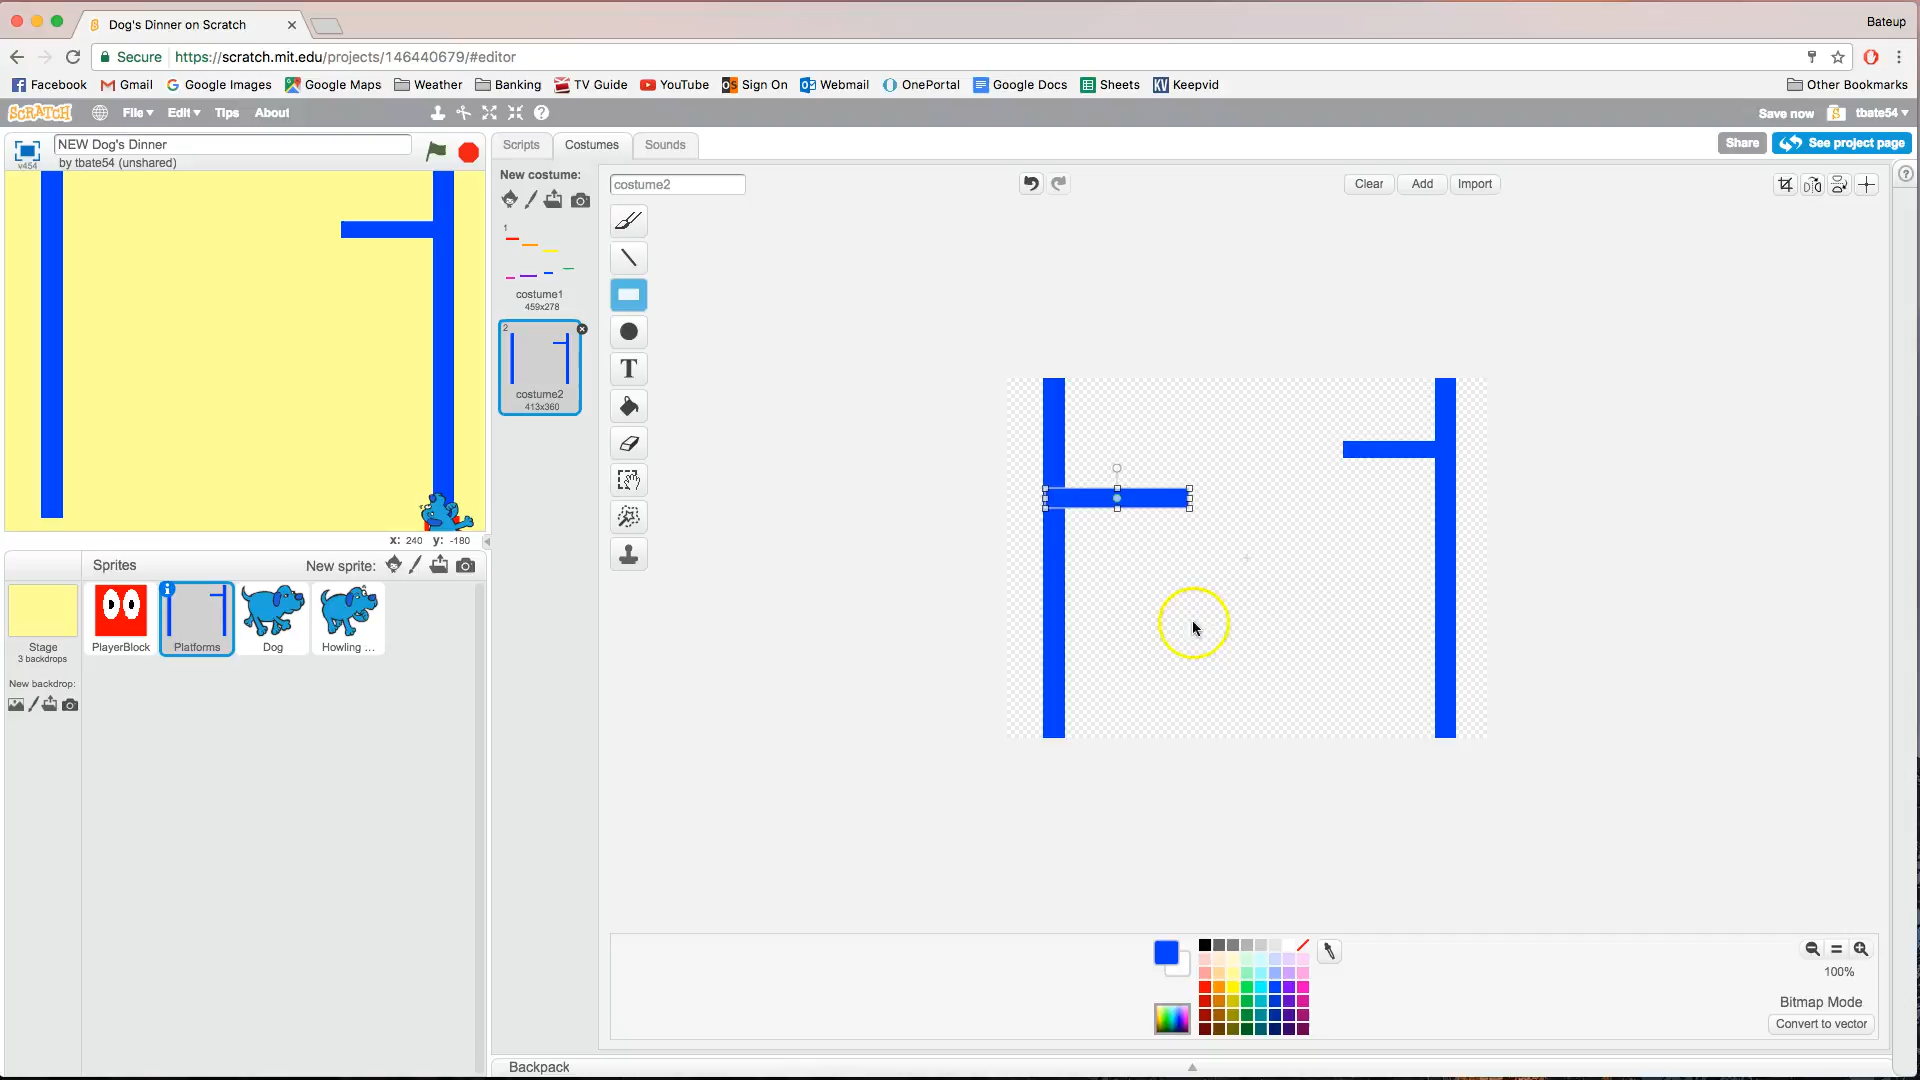 Dog's Dinner on Scratch
Bateup
Secure https://scratch.mit.edu/projects/146440679/#editor
Facebook Gmail Google Images Google Maps Weather Banking TV Guide YouTube Sign On Webmail OnePortal Google Docs Sheets Keepvid Other Bookmarks
SCRATCH File Edit Tips About Save now tbate54
NEW Dog's Dinner
by tbate54 (unshared)
v454
Scripts Costumes Sounds
Share See project page
New costume:
costume2
Clear Add Import
1
costume1
459x278
2
costume2
413x360
T
x: 240 y: -180
Sprites New sprite:
Stage
3 backdrops
New backdrop:
PlayerBlock Platforms Dog Howling ...
100%
Bitmap Mode
Convert to vector
Backpack